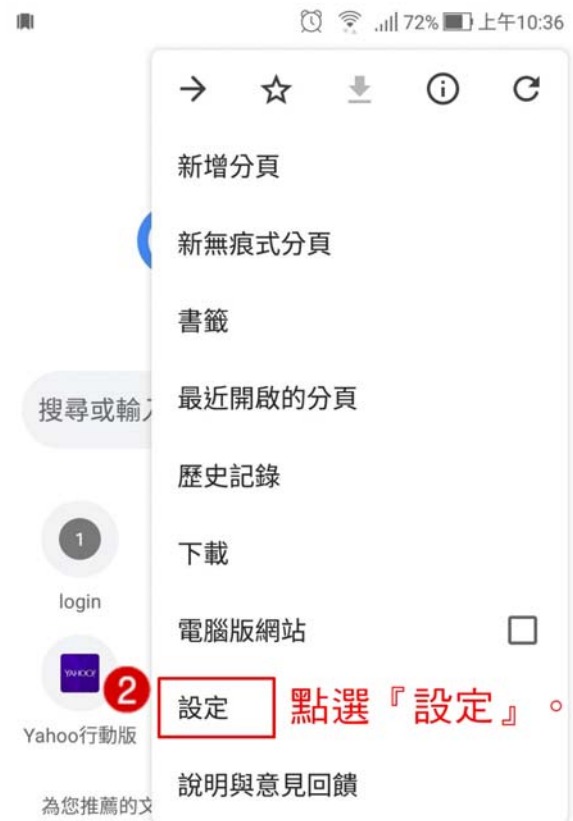 72% 上午10:36
新增分頁
新無痕式分頁
書籤
搜尋或輸入
最近開啟的分頁
歷史記錄
1
下載
login
電腦版網站
YAHOO!
2
設定 點選『設定』。
Yahoo行動版
說明與意見回饋
為您推薦的文